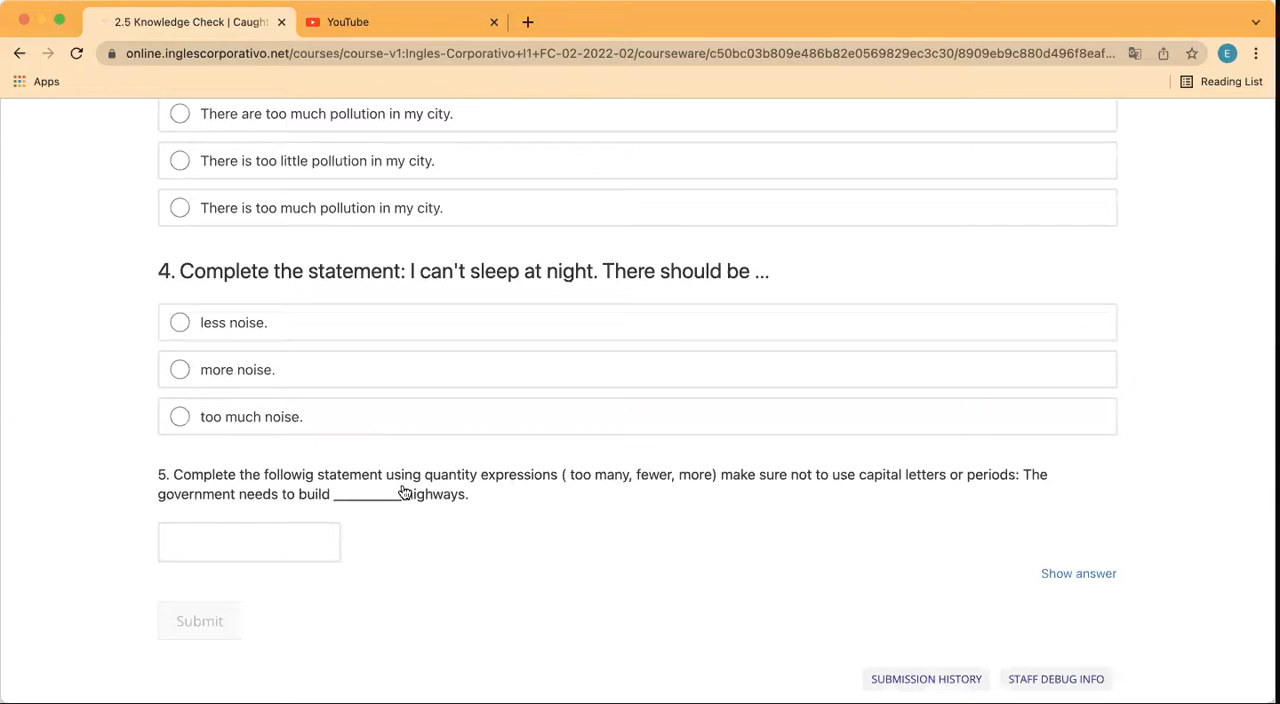 2.5 Knowledge Check | Caught
YouTube
online.inglescorporativo.net/courses/course-v1:Ingles-Corporativo+I1+FC-02-2022-02/courseware/c50bc03b809e486b82e0569829ec3c30/8909eb9c880d496f8eaf...
E
Apps
Reading List
There are too much pollution in my city.
There is too little pollution in my city.
There is too much pollution in my city.
4. Complete the statement: I can't sleep at night. There should be ...
less noise.
more noise.
too much noise.
5. Complete the followig statement using quantity expressions ( too many, fewer, more) make sure not to use capital letters or periods: The
government needs to build _________highways.
Show answer
Submit
SUBMISSION HISTORY
STAFF DEBUG INFO